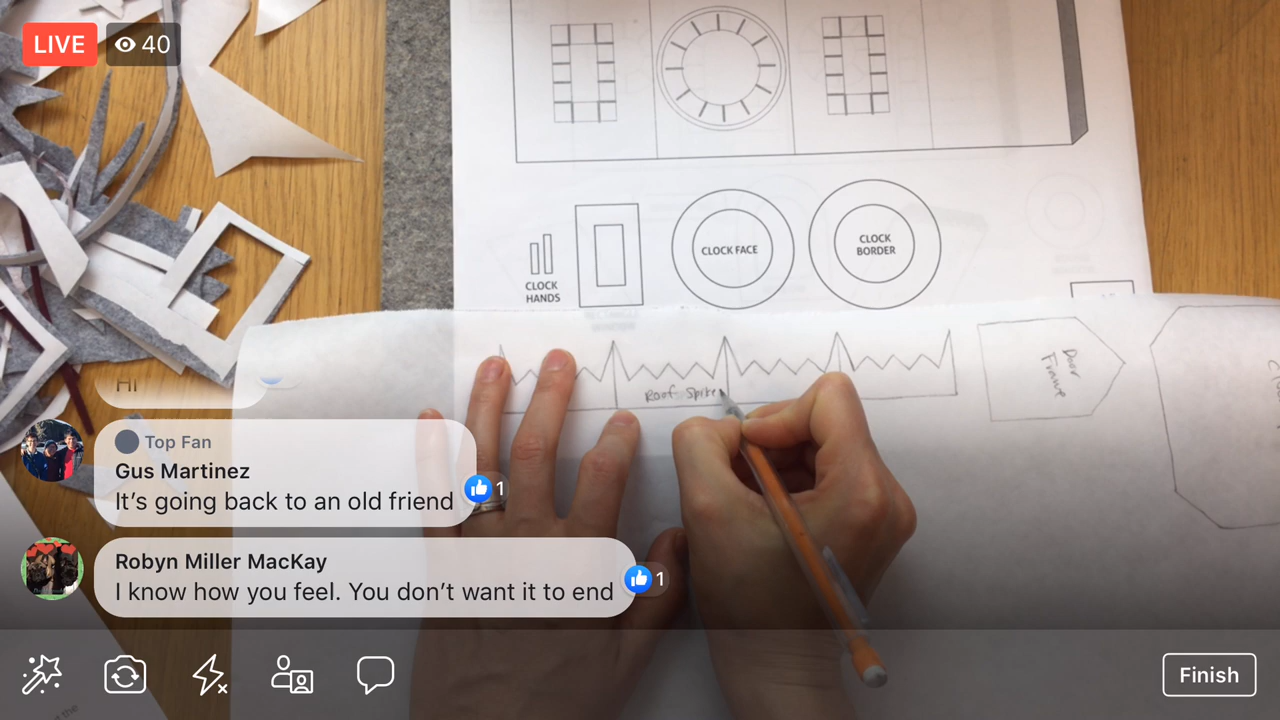 LIVE
40
CLOCK FACE
CLOCK
BORDER
CLOCK
HANDS
Roof Spike
Door
Frame
Hi
Top Fan
Gus Martinez
It's going back to an old friend
1
Robyn Miller MacKay
I know how you feel. You don't want it to end
1
Finish